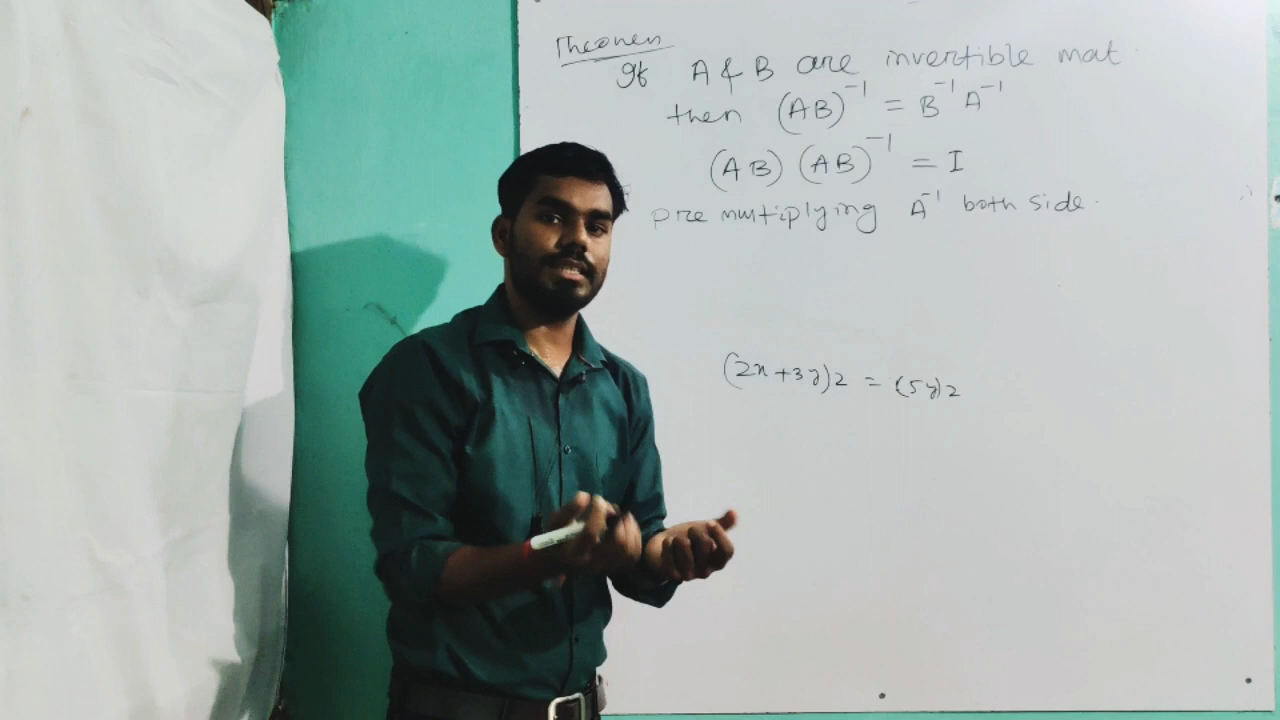 Theorem
If A & B are invertible mat
then (AB)⁻¹ = B⁻¹ A⁻¹
(AB) (AB)⁻¹ = I
pre multiplying A⁻¹ both side.
(2x+3y)2 = (5y)2